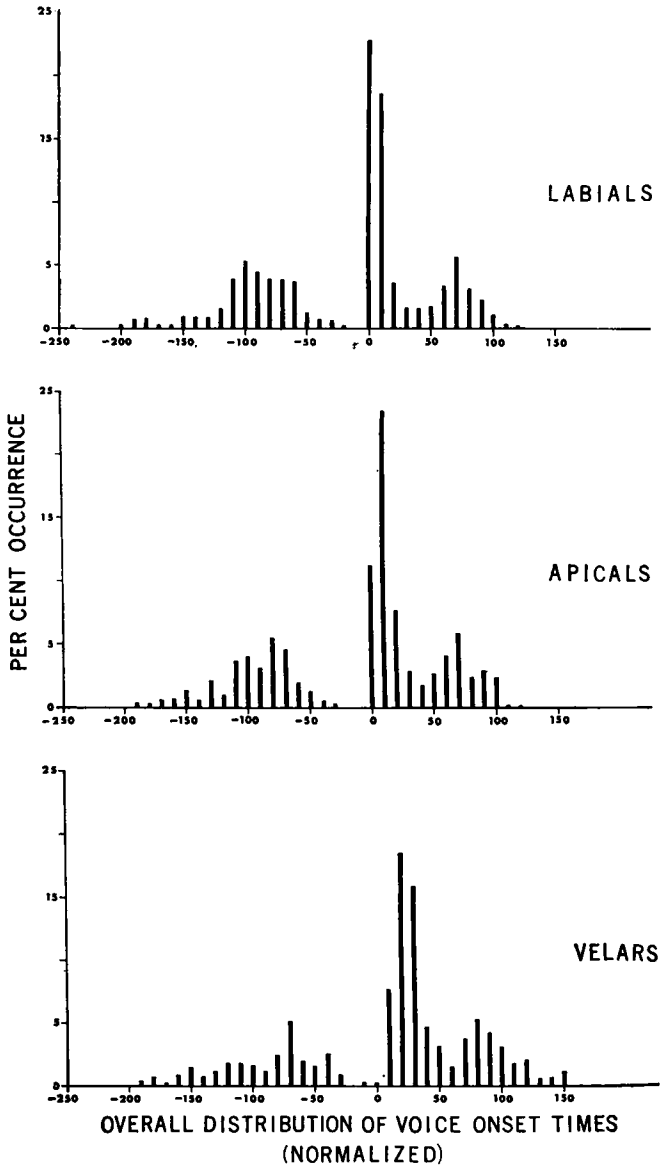 25
15
5
0
-250 -200 -150. -100 -50 0 50 100 150
LABIALS
25
15
5
0
-250 -200 -150 -100 -50 0 50 100 150
APICALS
PER CENT OCCURRENCE
25
15
5
0
-250 -200 -150 -100 -50 0 50 100 150
VELARS
OVERALL DISTRIBUTION OF VOICE ONSET TIMES
(NORMALIZED)